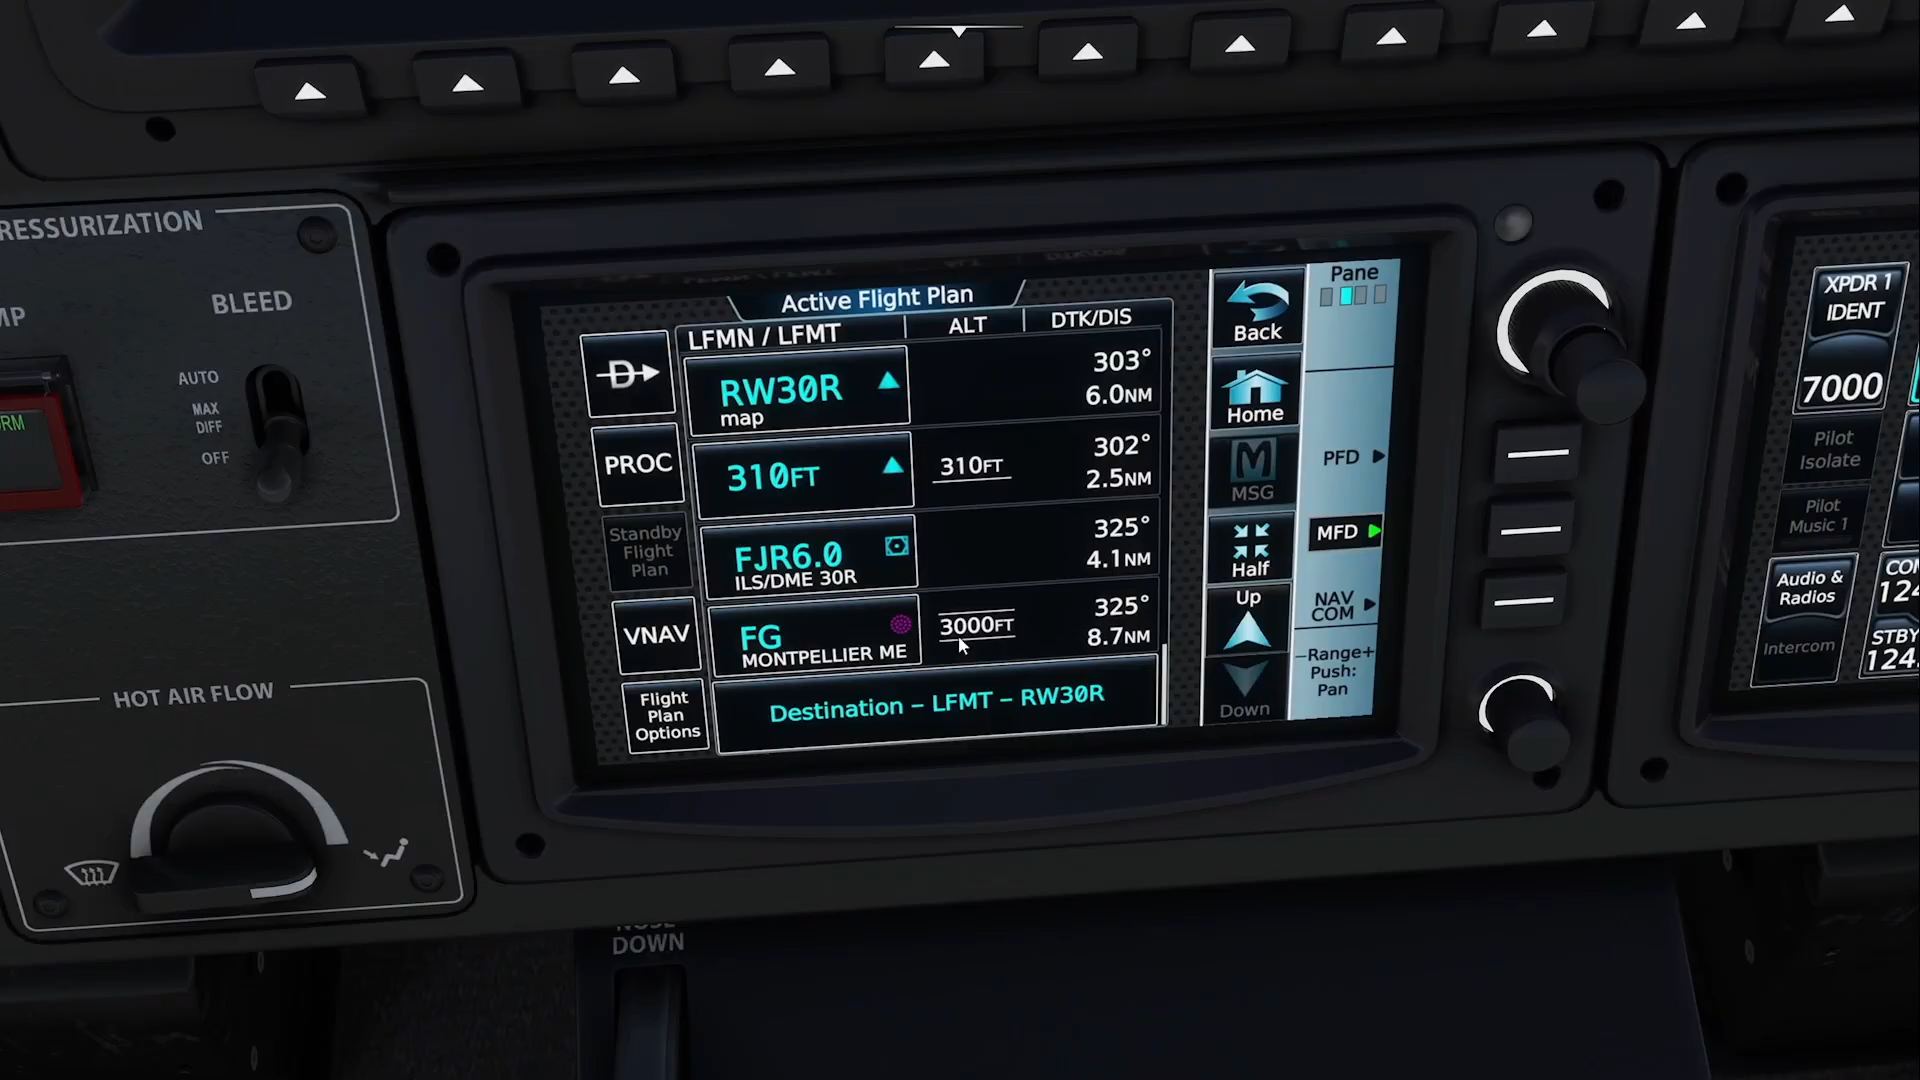 RESSURIZATION
MP
BLEED
AUTO
MAX
DIFF
OFF
RM
HOT AIR FLOW
NOSE
DOWN
Active Flight Plan
LFMN / LFMT
ALT
DTK/DIS
RW30R
map
303°
6.0NM
310FT
310FT
302°
2.5NM
FJR6.0
ILS/DME 30R
325°
4.1NM
FG
MONTPELLIER ME
3000FT
325°
8.7NM
Destination – LFMT – RW30R
D
PROC
Standby
Flight
Plan
VNAV
Flight
Plan
Options
Back
Home
MSG
Half
Up
Down
Pane
PFD
MFD
NAV
COM
–Range+
Push:
Pan
XPDR 1
IDENT
7000
Pilot
Isolate
Pilot
Music 1
Audio &
Radios
Intercom
COM
124
STBY
124.